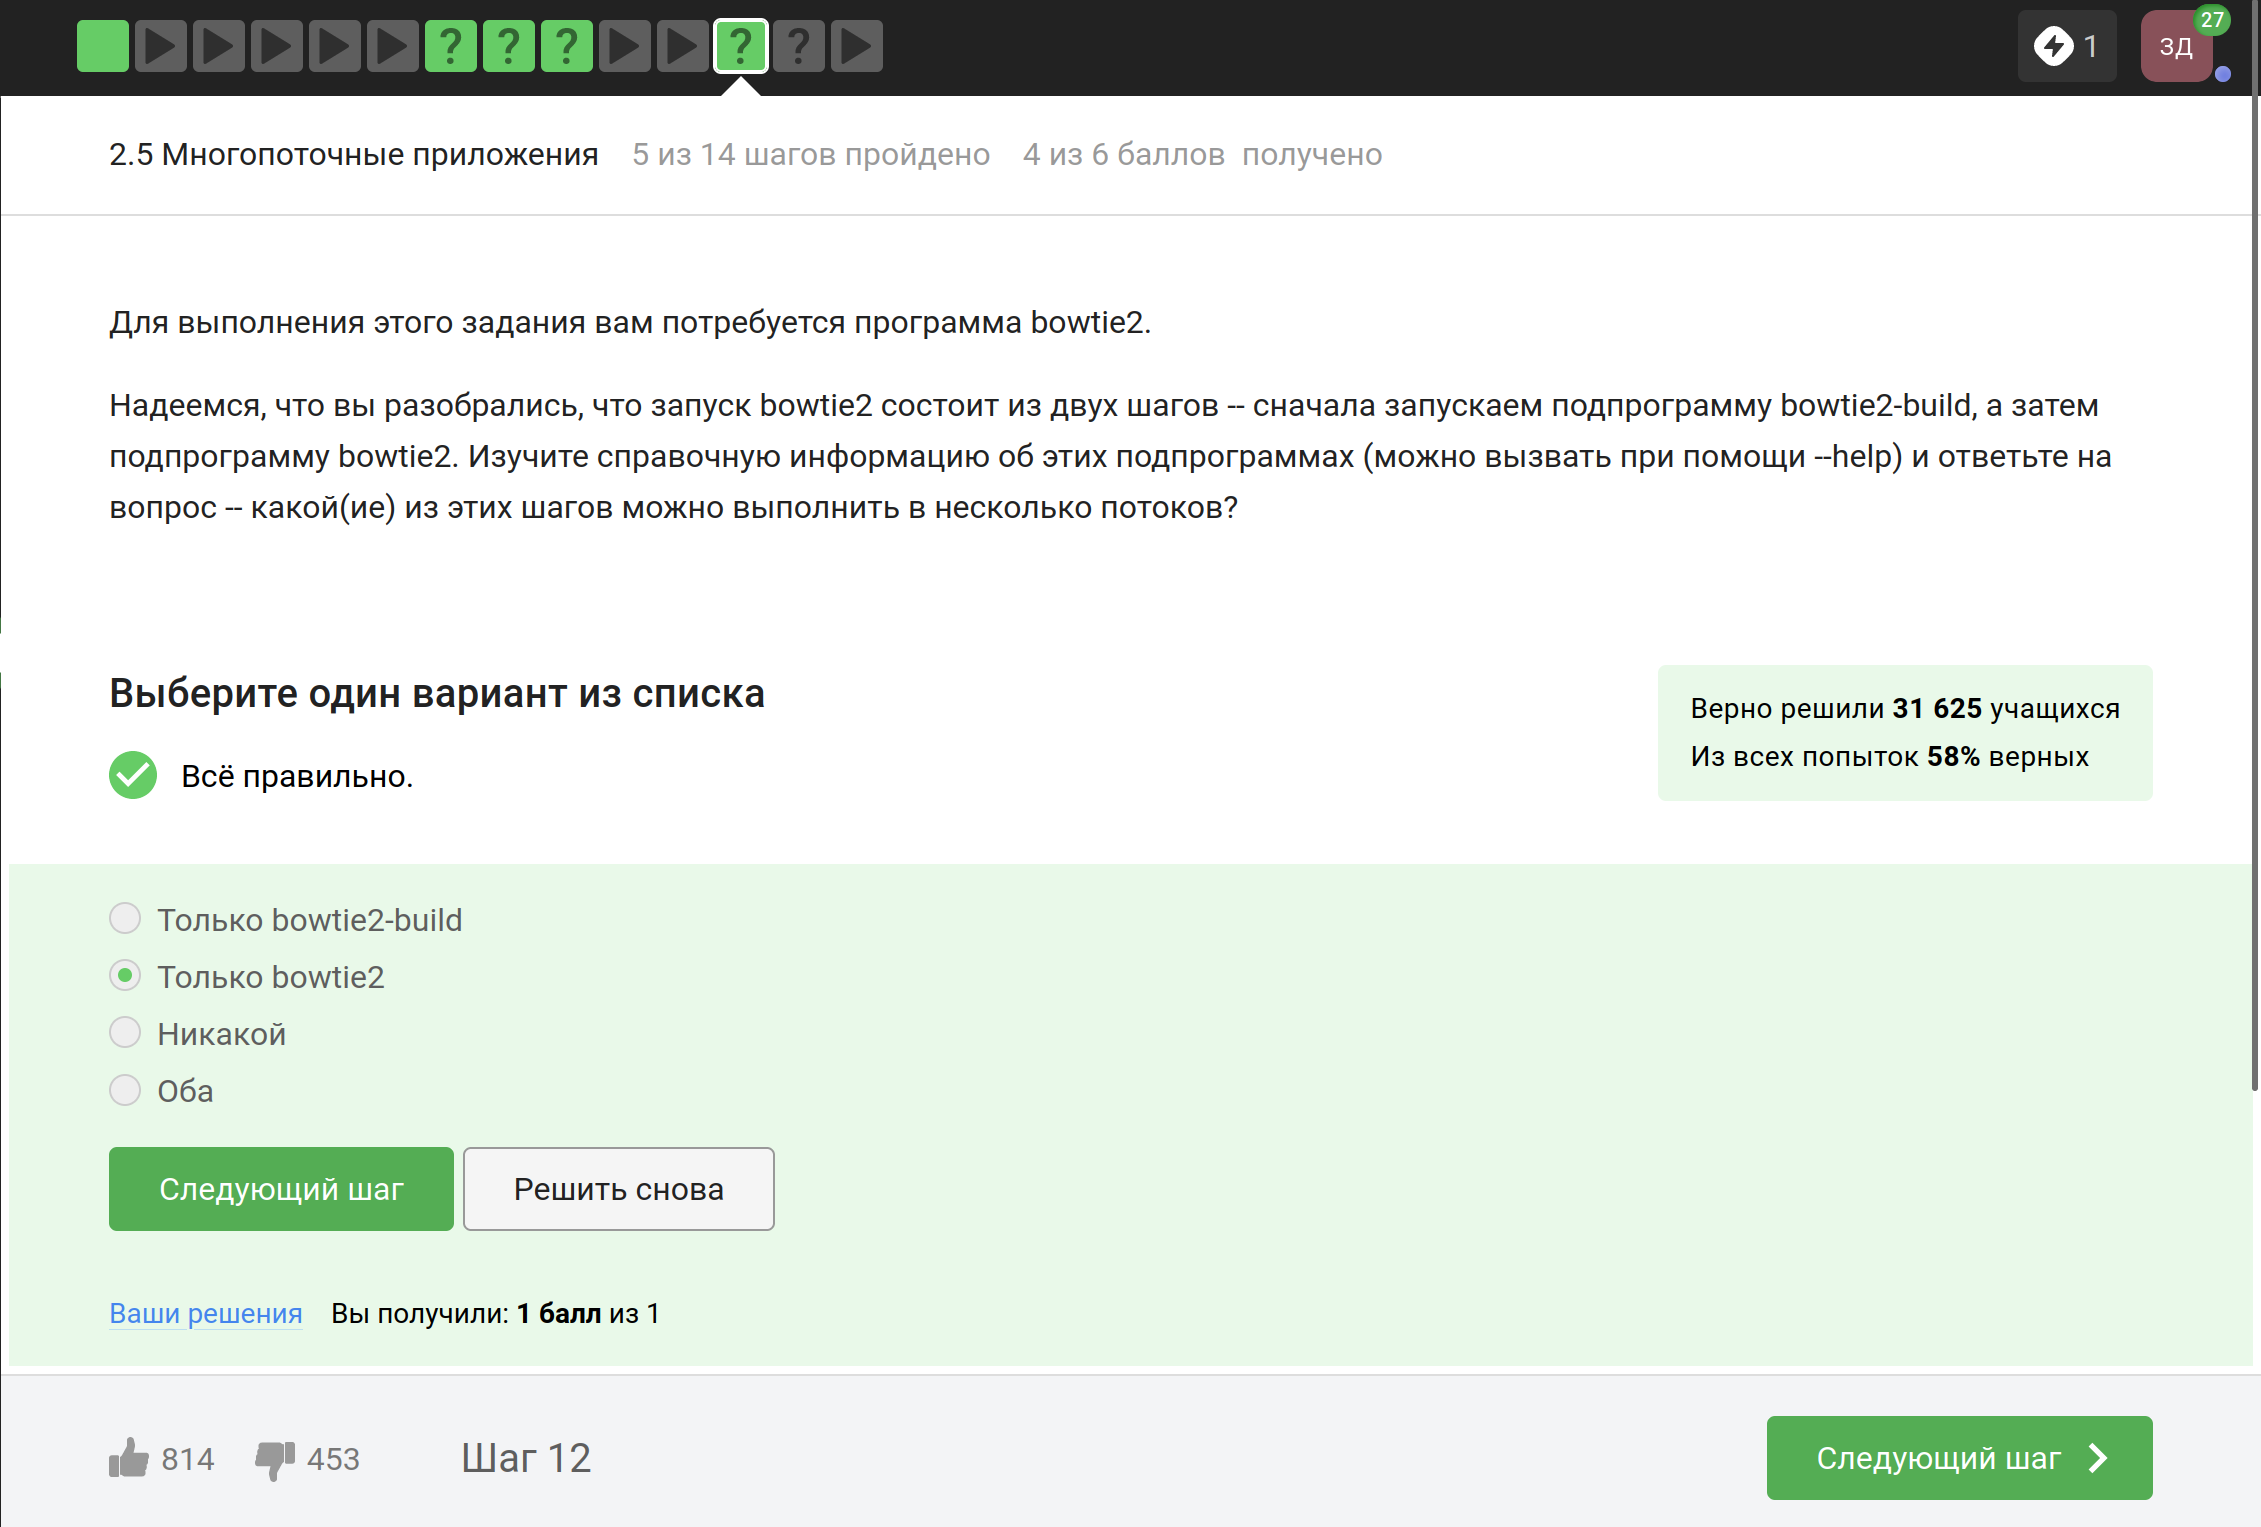 ? ? ? ? ?
1
ЗД
27
2.5 Многопоточные приложения 5 из 14 шагов пройдено 4 из 6 баллов получено
Для выполнения этого задания вам потребуется программа bowtie2.
Надеемся, что вы разобрались, что запуск bowtie2 состоит из двух шагов -- сначала запускаем подпрограмму bowtie2-build, а затем
подпрограмму bowtie2. Изучите справочную информацию об этих подпрограммах (можно вызвать при помощи --help) и ответьте на
вопрос -- какой(ие) из этих шагов можно выполнить в несколько потоков?
Выберите один вариант из списка
Всё правильно.
Верно решили 31 625 учащихся
Из всех попыток 58% верных
Только bowtie2-build
Только bowtie2
Никакой
Оба
Следующий шаг Решить снова
Ваши решения Вы получили: 1 балл из 1
814 453 Шаг 12 Следующий шаг